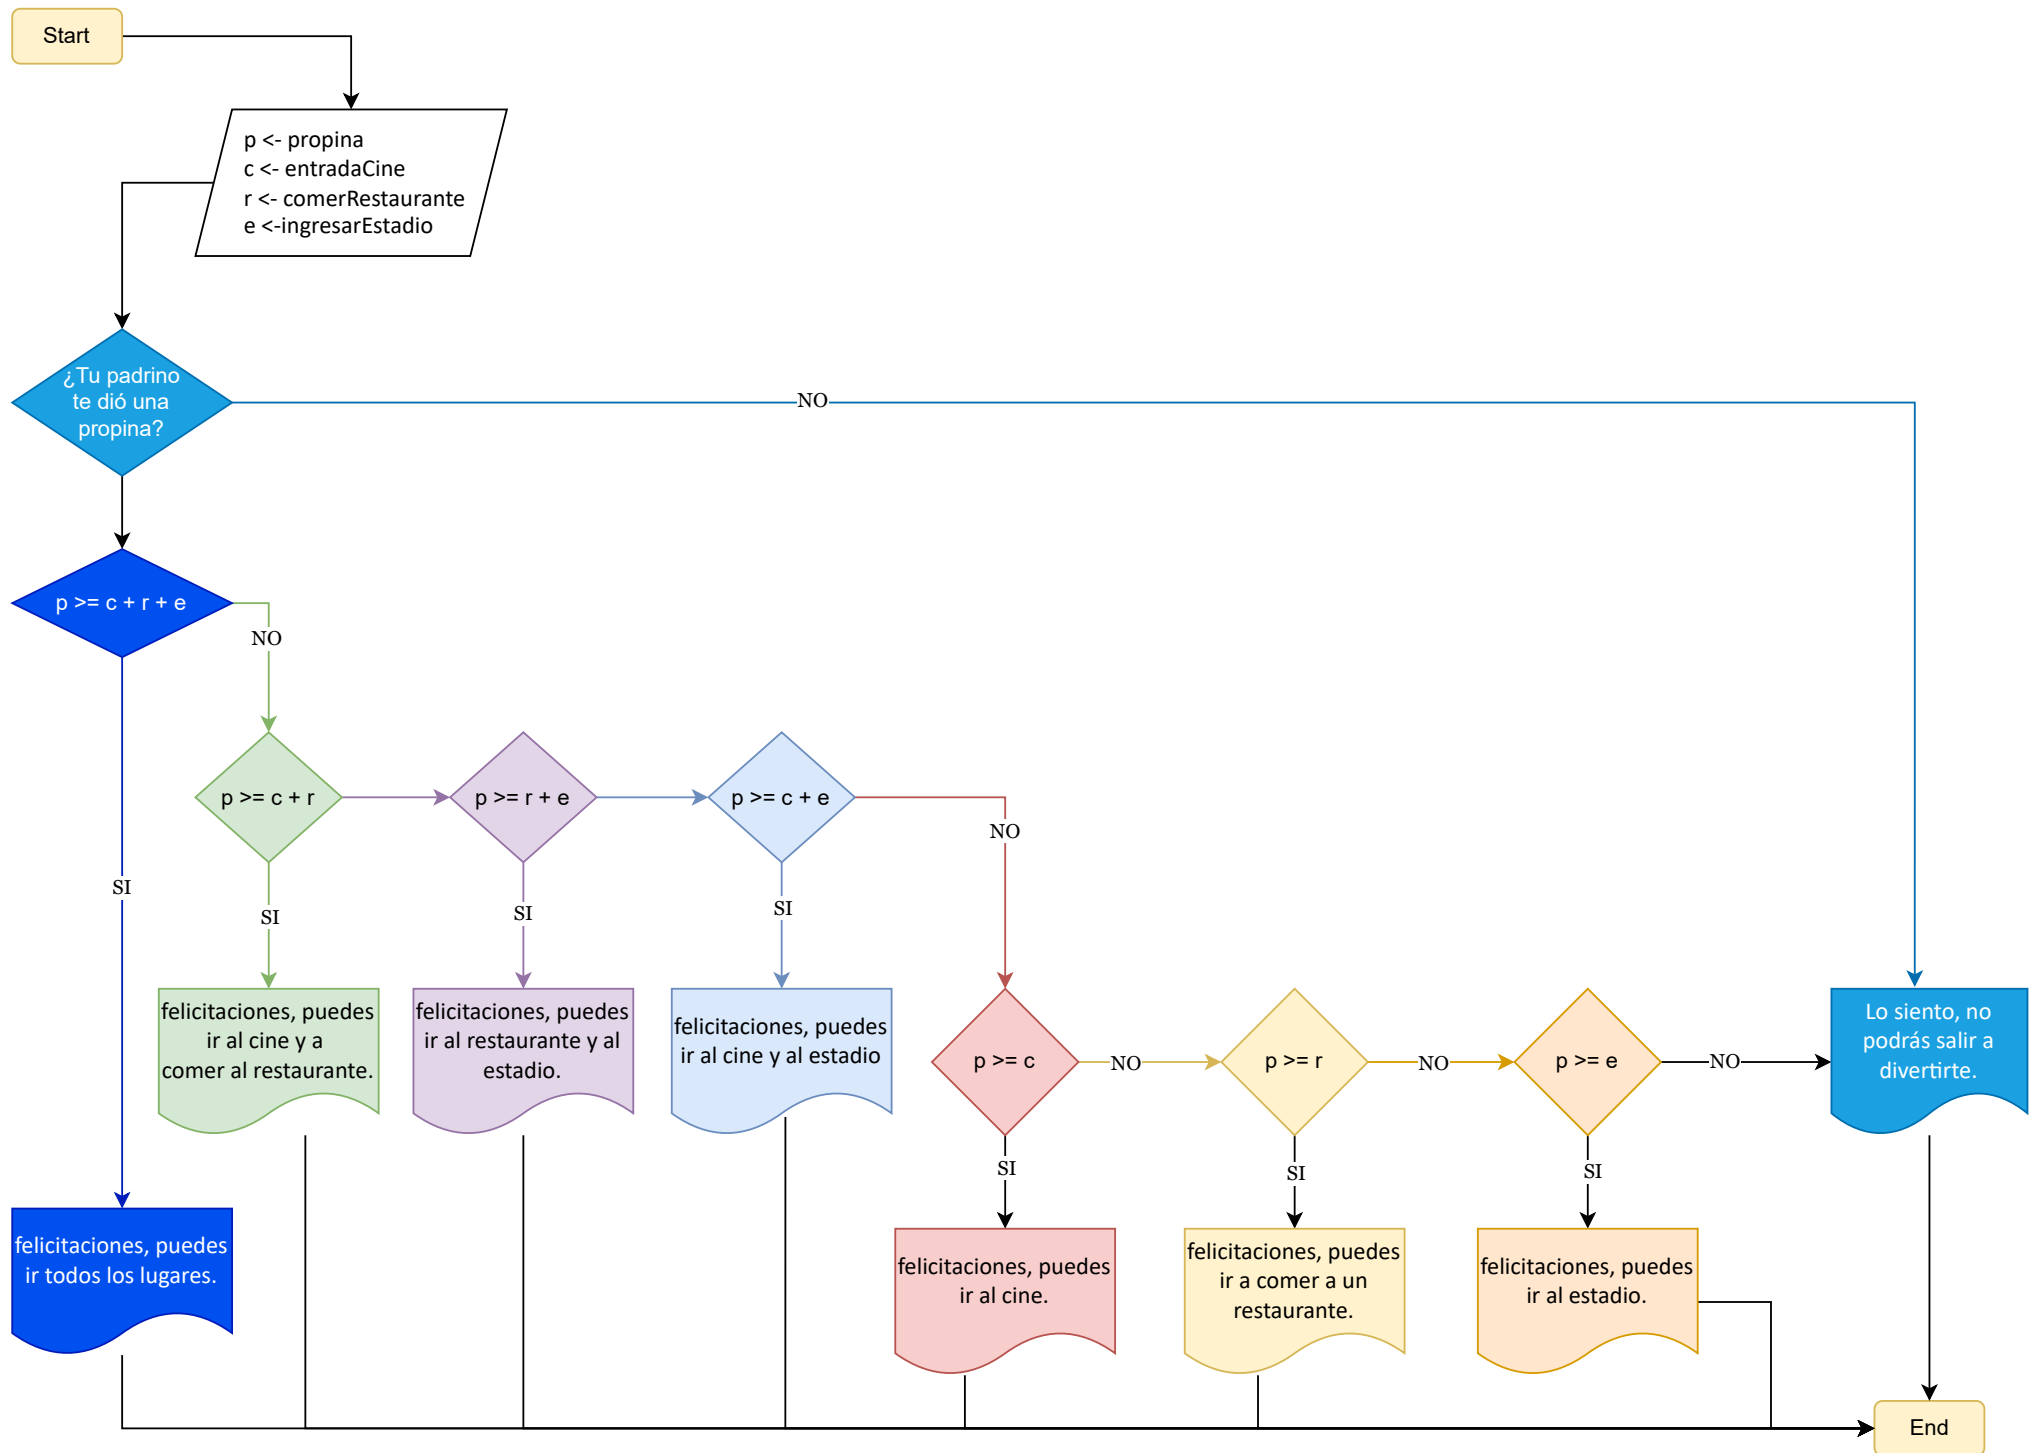 Start
p <- propina
c <- entradaCine
r <- comerRestaurante
e <-ingresarEstadio
¿Tu padrino
te dió una
propina?
NO
p >= c + r + e
NO
p >= c + r
p >= r + e
p >= c + e
NO
SI
SI
SI
SI
felicitaciones, puedes
ir al cine y a
comer al restaurante.
felicitaciones, puedes
ir al restaurante y al
estadio.
felicitaciones, puedes
ir al cine y al estadio
p >= c
NO
p >= r
NO
p >= e
NO
Lo siento, no
podrás salir a
divertirte.
SI
SI
SI
felicitaciones, puedes
ir todos los lugares.
felicitaciones, puedes
ir al cine.
felicitaciones, puedes
ir a comer a un
restaurante.
felicitaciones, puedes
ir al estadio.
End